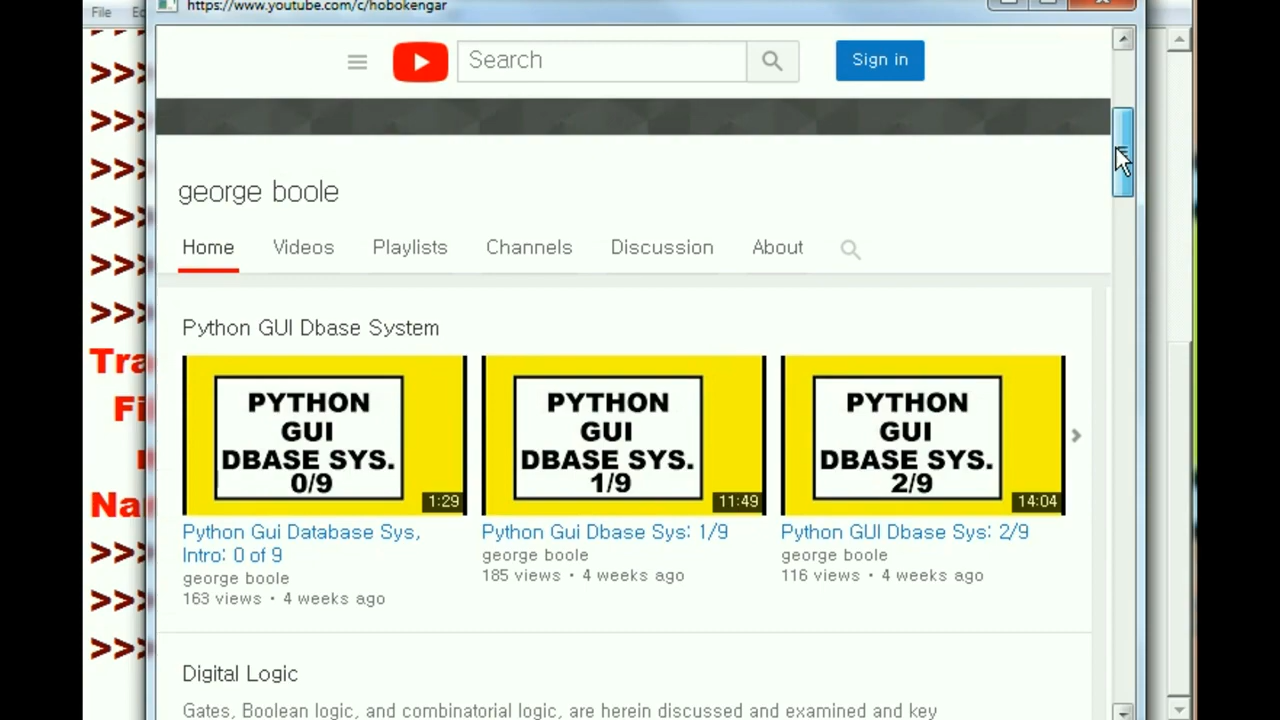 https://www.youtube.com/c/hobokengar
File
Search
Sign in
george boole
Home Videos Playlists Channels Discussion About
Python GUI Dbase System
PYTHON
GUI
DBASE SYS.
0/9
1:29
PYTHON
GUI
DBASE SYS.
1/9
11:49
PYTHON
GUI
DBASE SYS.
2/9
14:04
Python Gui Database Sys,
Intro: 0 of 9
george boole
163 views • 4 weeks ago
Python Gui Dbase Sys: 1/9
george boole
185 views • 4 weeks ago
Python GUI Dbase Sys: 2/9
george boole
116 views • 4 weeks ago
Digital Logic
Gates, Boolean logic, and combinatorial logic, are herein discussed and examined and key
>>>
>>>
>>>
>>>
>>>
>>>
Tra
Fi
Na
>>>
>>>
>>>